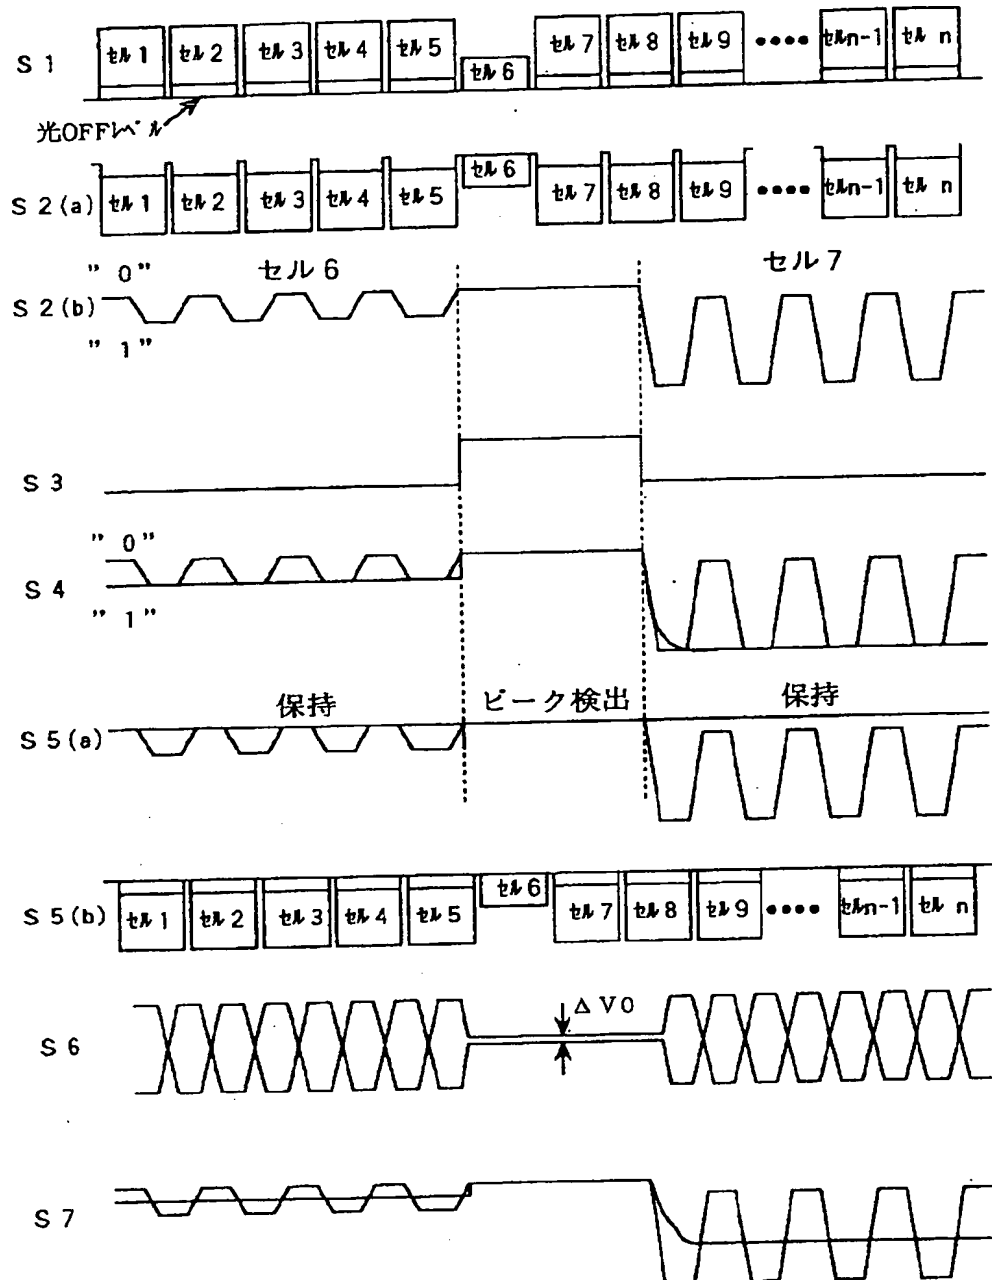 S 1 セル1 セル2 セル3 セル4 セル5 セル6 セル7 セル8 セル9 •••• セルn-1 セル n
光OFFレベル
S 2 (a) セル1 セル2 セル3 セル4 セル5 セル6 セル7 セル8 セル9 •••• セルn-1 セル n
" 0 " セル6 セル7
S 2 (b)
" 1 "
S 3
" 0 "
S 4
" 1 "
保持 ピーク検出 保持
S 5 (a)
S 5 (b) セル1 セル2 セル3 セル4 セル5 セル6 セル7 セル8 セル9 •••• セルn-1 セル n
S 6 ΔV0
S 7